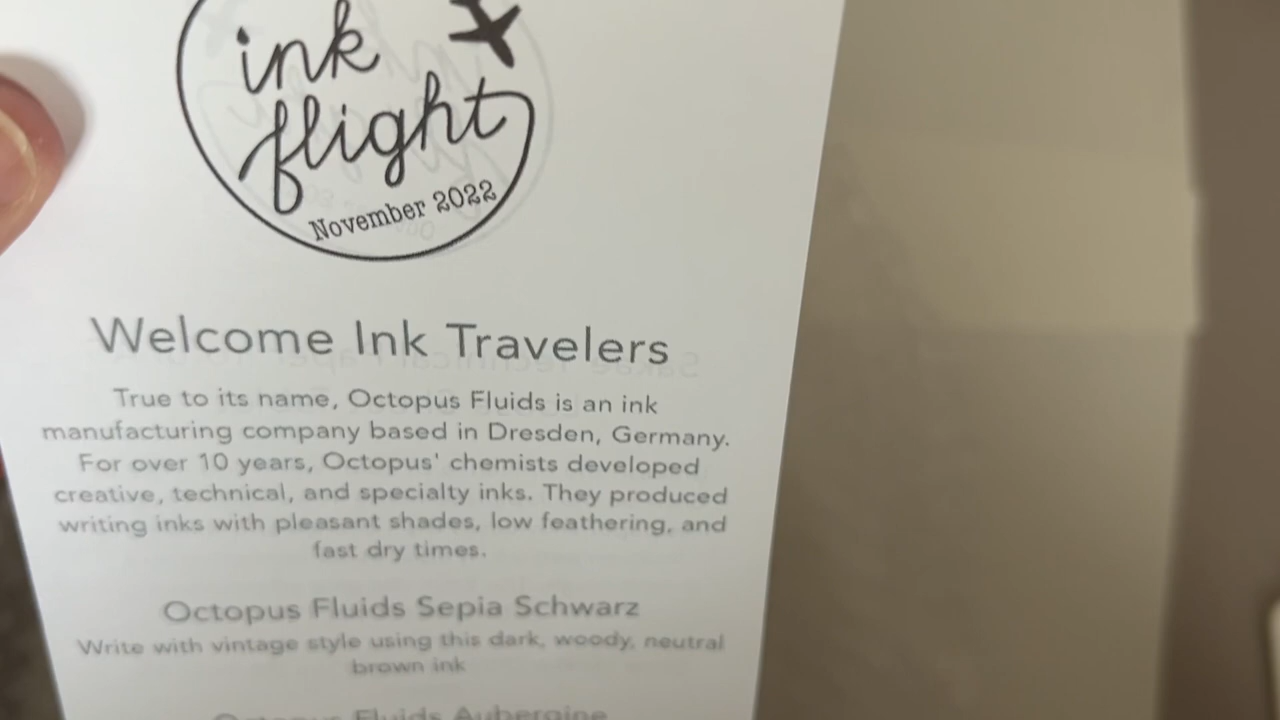 ink
flight
November 2022
Welcome Ink Travelers
True to its name, Octopus Fluids is an ink
manufacturing company based in Dresden, Germany.
For over 10 years, Octopus' chemists developed
creative, technical, and specialty inks. They produced
writing inks with pleasant shades, low feathering, and
fast dry times.
Octopus Fluids Sepia Schwarz
Write with vintage style using this dark, woody, neutral
brown ink
Octopus Fluids Aubergine